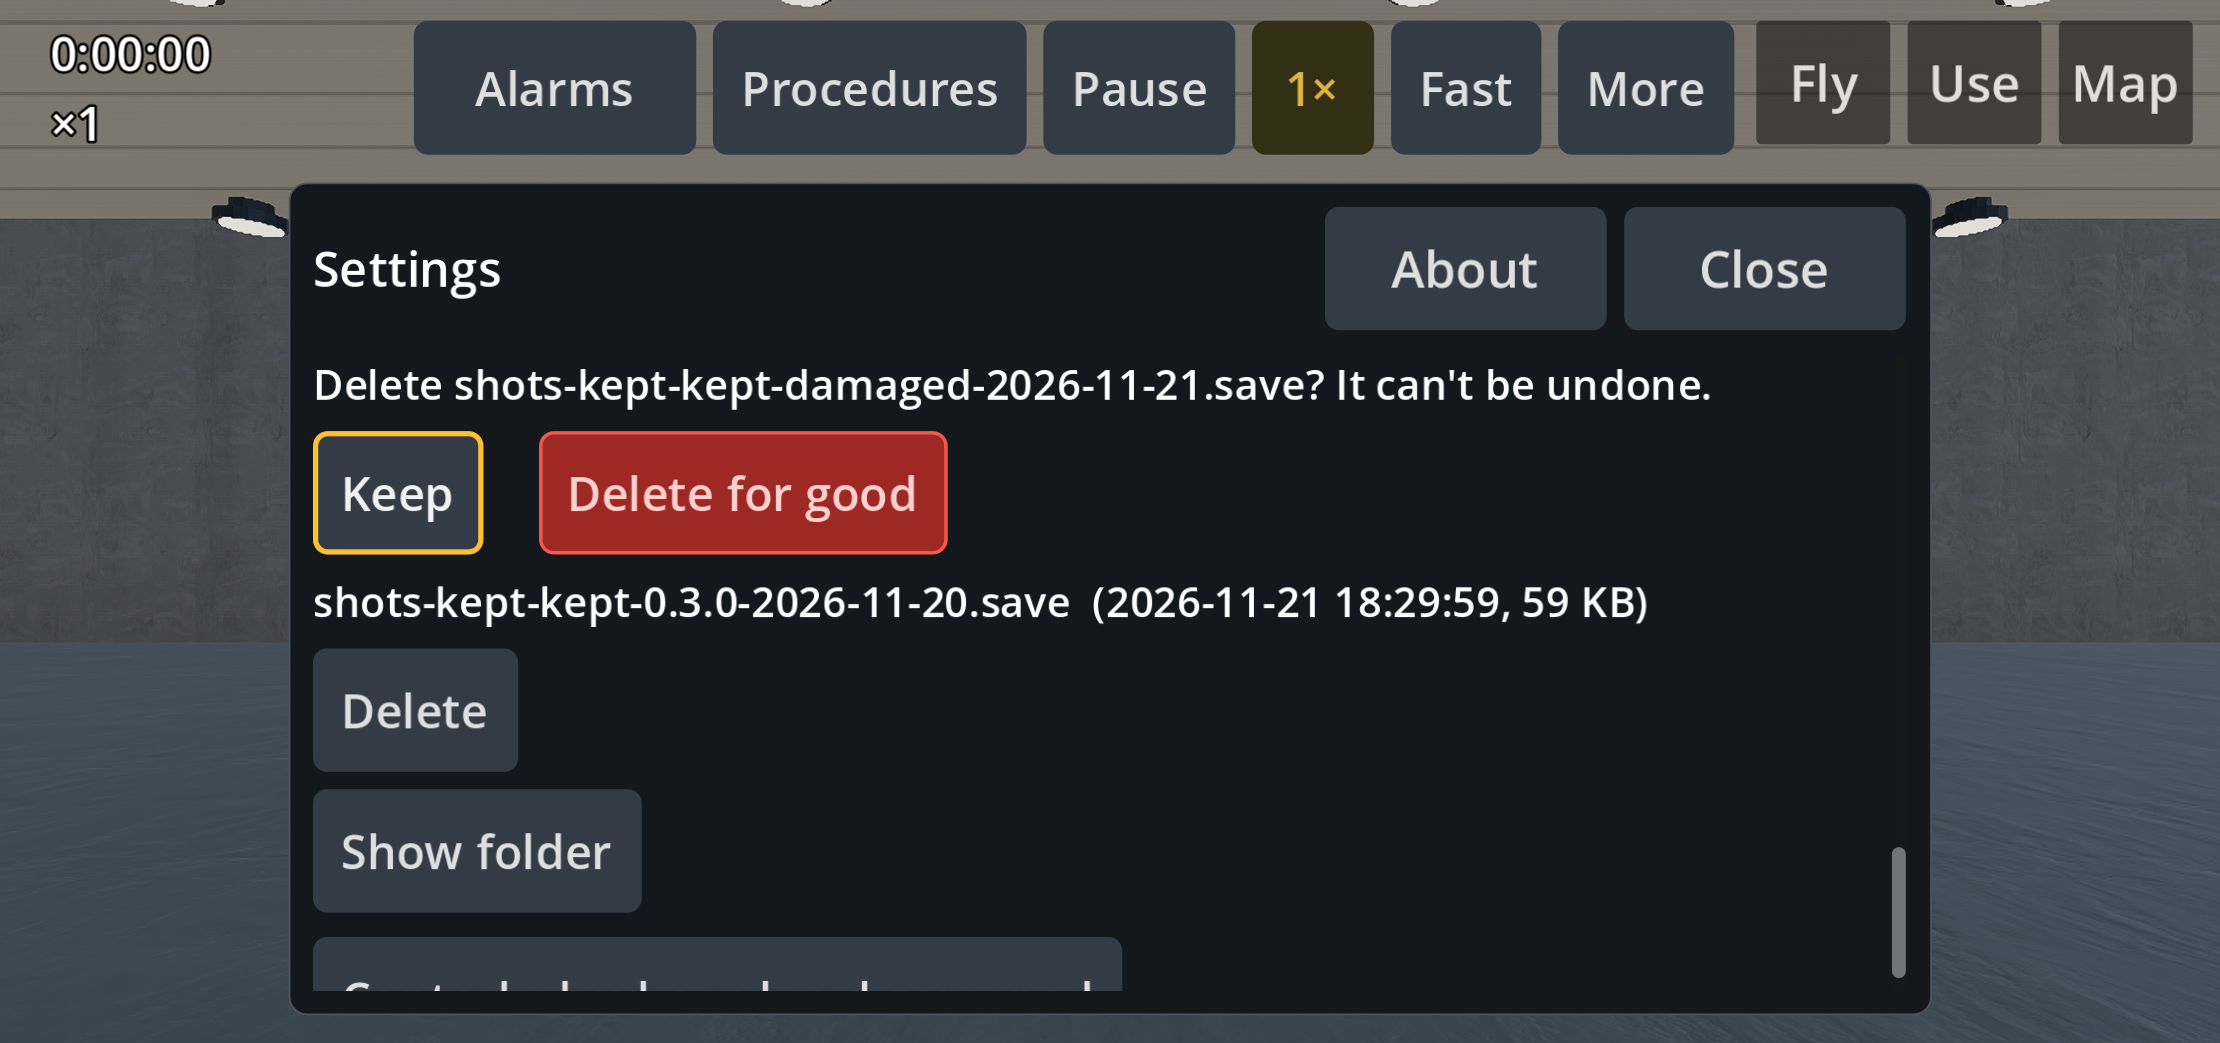 0:00:00
×1
Alarms Procedures Pause 1× Fast More Fly Use Map
Settings
About Close
Delete shots-kept-kept-damaged-2026-11-21.save? It can't be undone.
Keep Delete for good
shots-kept-kept-0.3.0-2026-11-20.save (2026-11-21 18:29:59, 59 KB)
Delete
Show folder